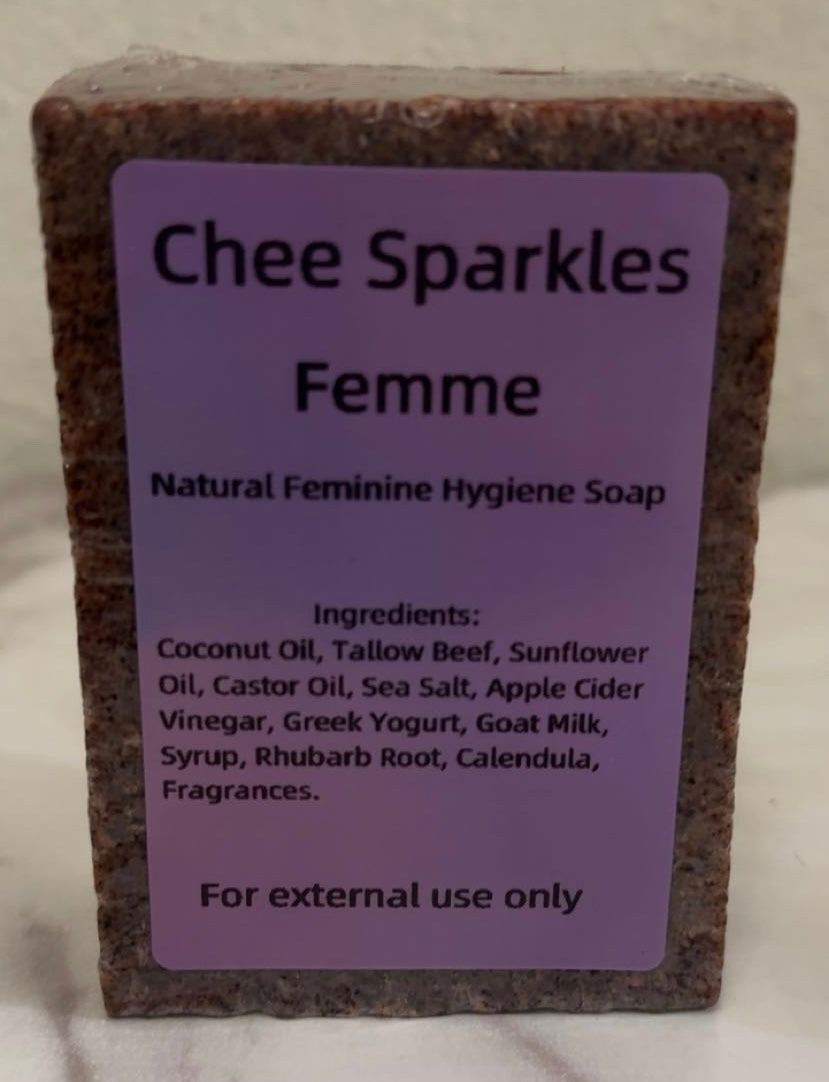 Chee Sparkles
Femme
Natural Feminine Hygiene Soap
Ingredients:
Coconut Oil, Tallow Beef, Sunflower
Oil, Castor Oil, Sea Salt, Apple Cider
Vinegar, Greek Yogurt, Goat Milk,
Syrup, Rhubarb Root, Calendula,
Fragrances.
For external use only